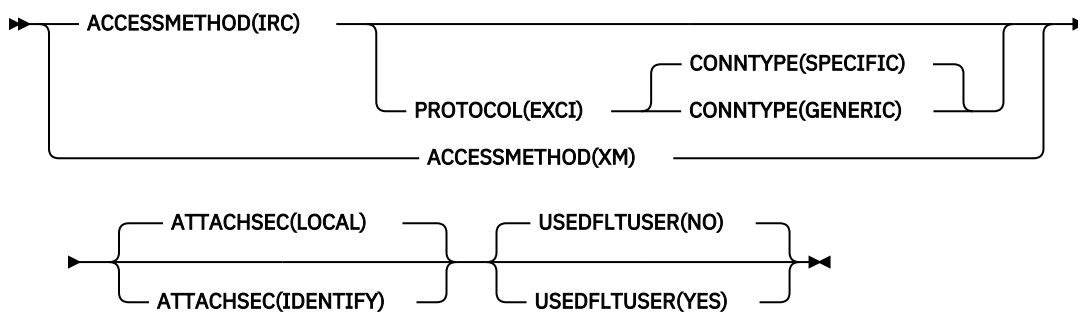 ACCESSMETHOD(IRC)
CONNTYPE(SPECIFIC)
PROTOCOL(EXCI) CONNTYPE(GENERIC)
ACCESSMETHOD(XM)
ATTACHSEC(LOCAL) USEDFLTUSER(NO)
ATTACHSEC(IDENTIFY) USEDFLTUSER(YES)